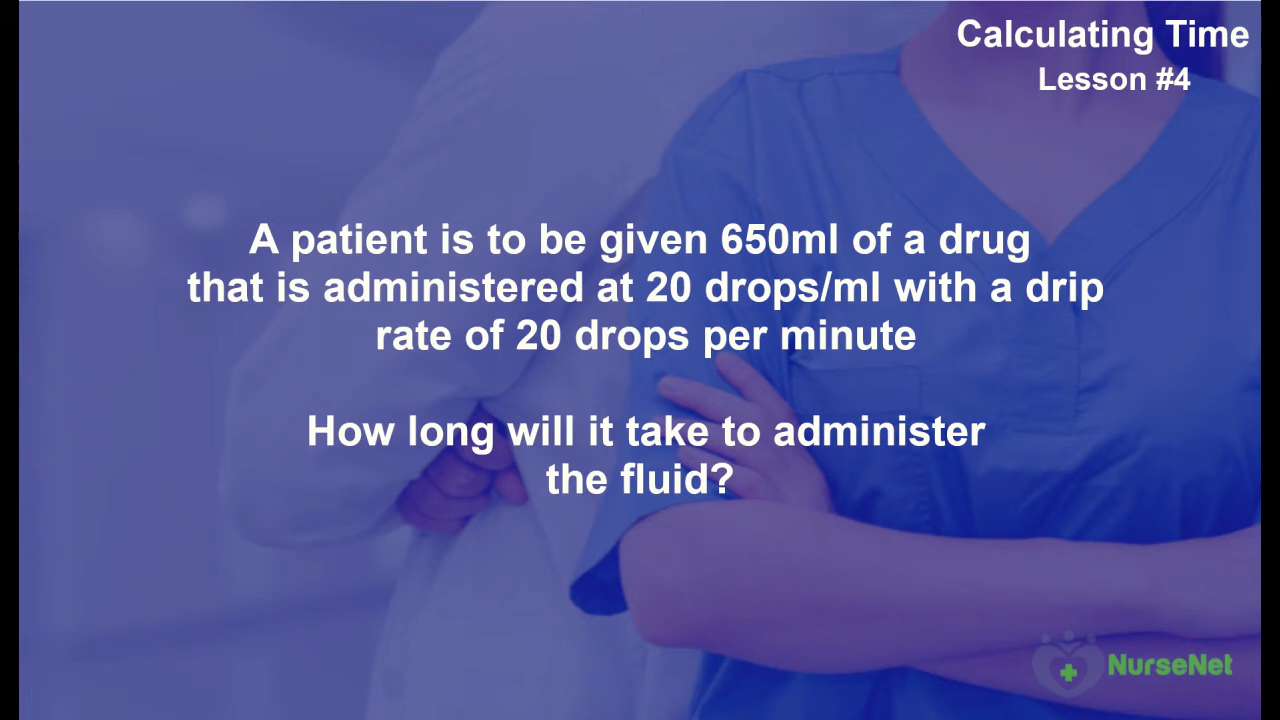 Calculating Time
Lesson #4
A patient is to be given 650ml of a drug
that is administered at 20 drops/ml with a drip
rate of 20 drops per minute
How long will it take to administer
the fluid?
NurseNet